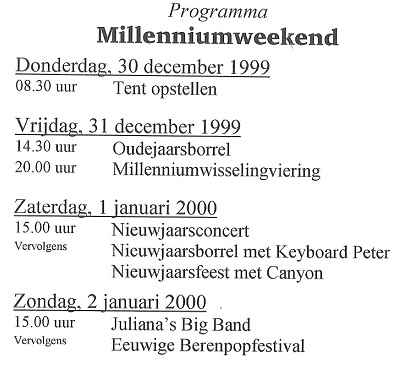 Programma
Millenniumweekend
Donderdag, 30 december 1999
08.30 uur Tent opstellen
Vrijdag, 31 december 1999
14.30 uur Oudejaarsborrel
20.00 uur Millenniumwisselingviering
Zaterdag, 1 januari 2000
15.00 uur Nieuwjaarsconcert
Vervolgens Nieuwjaarsborrel met Keyboard Peter
Nieuwjaarsfeest met Canyon
Zondag, 2 januari 2000
15.00 uur Juliana's Big Band
Vervolgens Eeuwige Berenpopfestival